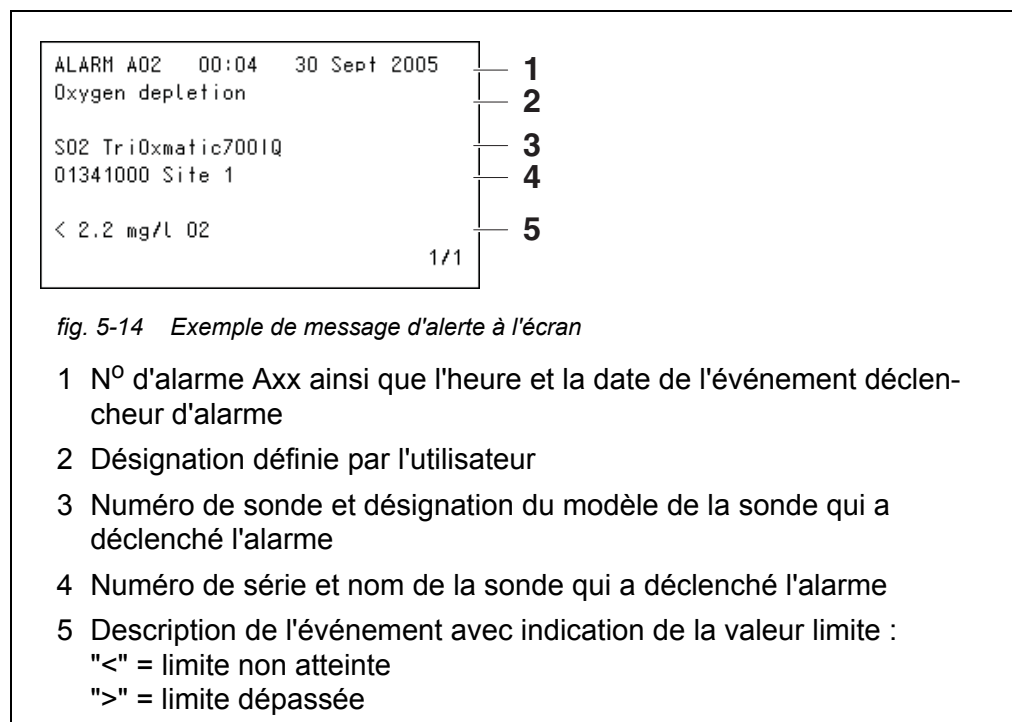 ALARM A02   00:04   30 Sept 2005
1
Oxygen depletion
2
S02 TriOxmatic700IQ
3
01341000 Site 1
4
< 2.2 mg/l O2
5
1/1
fig. 5-14 Exemple de message d'alerte à l'écran
1 Nº d'alarme Axx ainsi que l'heure et la date de l'événement déclen-
cheur d'alarme
2 Désignation définie par l'utilisateur
3 Numéro de sonde et désignation du modèle de la sonde qui a
déclenché l'alarme
4 Numéro de série et nom de la sonde qui a déclenché l'alarme
5 Description de l'événement avec indication de la valeur limite :
"<" = limite non atteinte
">" = limite dépassée